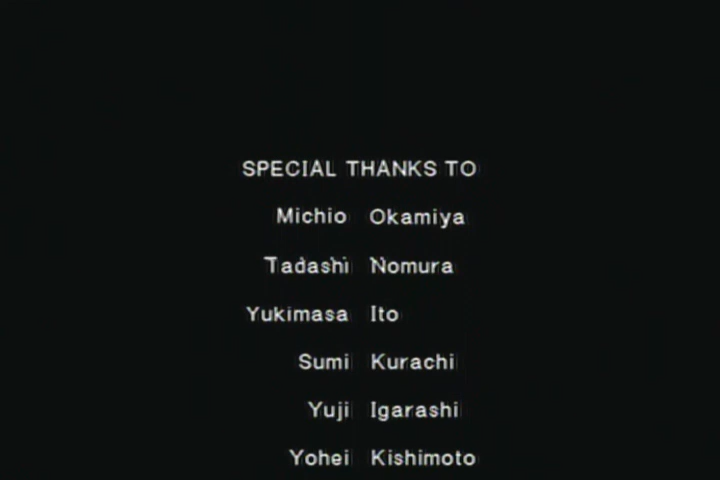 SPECIAL THANKS TO
Michio Okamiya
Tadashi Nomura
Yukimasa Ito
Sumi Kurachi
Yuji Igarashi
Yohei Kishimoto